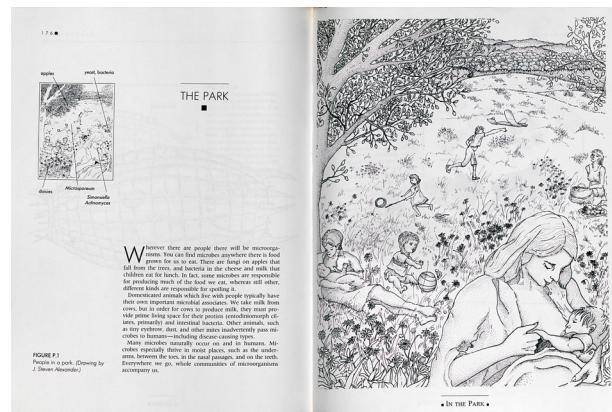 176■
apples
yeast, bacteria
daisies
Microsporeum
Simonsiella
Actinomyces
THE PARK
■
Wherever there are people there will be microorga-
nisms. You can find microbes anywhere there is food
grown for us to eat. There are fungi on apples that
fall from the trees, and bacteria in the cheese and milk that
children eat for lunch. In fact, some microbes are responsible
for producing much of the food we eat, whereas still other,
different kinds are responsible for spoiling it.
Domesticated animals which live with people typically have
their own important microbial associates. We take milk from
cows, but in order for cows to produce milk, they must pro-
vide prime living space for their protists (entodiniomorph cil-
iates, primarily) and intestinal bacteria. Other animals, such
as tiny eyebrow, dust, and other mites inadvertently pass mi-
crobes to humans—including disease-causing types.
Many microbes naturally occur on and in humans. Mi-
crobes especially thrive in moist places, such as the under-
arms, between the toes, in the nasal passages, and on the teeth.
Everywhere we go, whole communities of microorganisms
accompany us.
FIGURE P.1
People in a park. (Drawing by
J. Steven Alexander.)
■ IN THE PARK ■